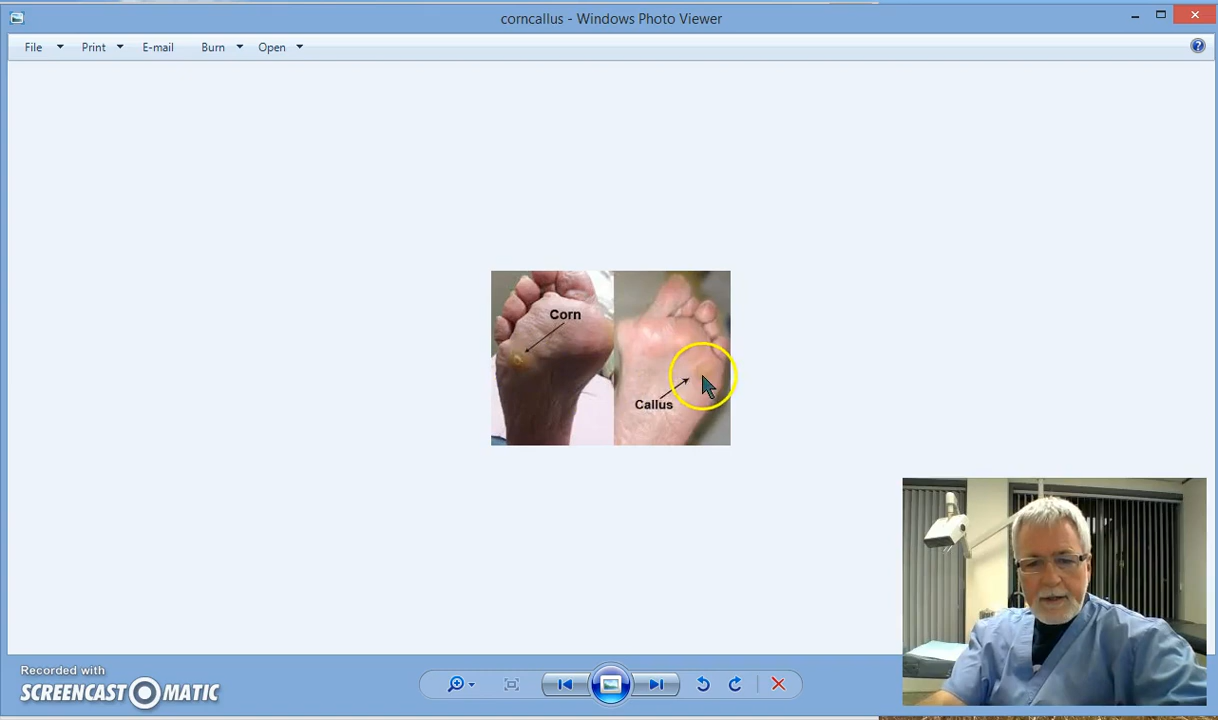 corncallus - Windows Photo Viewer
File Print E-mail Burn Open
?
Corn
Callus
Recorded with
SCREENCAST MATIC